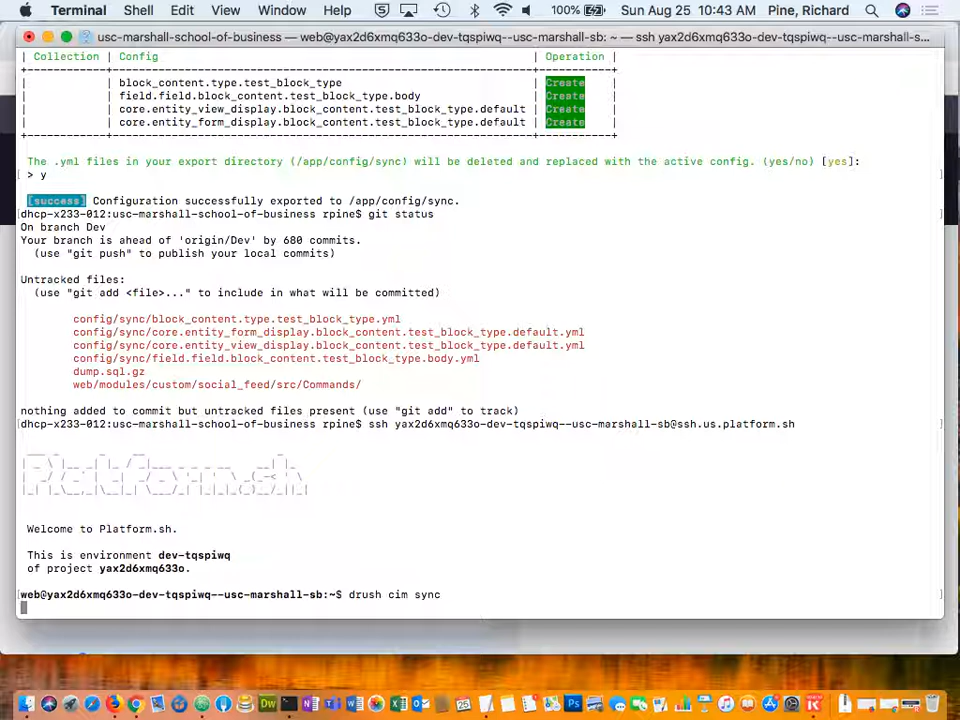 Terminal Shell Edit View Window Help 100% Sun Aug 25 10:43 AM Pine, Richard
usc-marshall-school-of-business — web@yax2d6xmq633o-dev-tqspiwq--usc-marshall-sb: ~ — ssh yax2d6xmq633o-dev-tqspiwq--usc-marshall-s...
| Collection | Config | Operation |
block_content.type.test_block_type | Create |
field.field.block_content.test_block_type.body | Create |
core.entity_view_display.block_content.test_block_type.default | Create |
core.entity_form_display.block_content.test_block_type.default | Create |
The .yml files in your export directory (/app/config/sync) will be deleted and replaced with the active config. (yes/no) [yes]:
[ > y ]
[success] Configuration successfully exported to /app/config/sync.
[dhcp-x233-012:usc-marshall-school-of-business rpine$ git status ]
On branch Dev
Your branch is ahead of 'origin/Dev' by 680 commits.
(use "git push" to publish your local commits)
Untracked files:
(use "git add <file>..." to include in what will be committed)
config/sync/block_content.type.test_block_type.yml
config/sync/core.entity_form_display.block_content.test_block_type.default.yml
config/sync/core.entity_view_display.block_content.test_block_type.default.yml
config/sync/field.field.block_content.test_block_type.body.yml
dump.sql.gz
web/modules/custom/social_feed/src/Commands/
nothing added to commit but untracked files present (use "git add" to track)
[dhcp-x233-012:usc-marshall-school-of-business rpine$ ssh yax2d6xmq633o-dev-tqspiwq--usc-marshall-sb@ssh.us.platform.sh ]
Platform.sh
Welcome to Platform.sh.
This is environment dev-tqspiwq
of project yax2d6xmq633o.
[web@yax2d6xmq633o-dev-tqspiwq--usc-marshall-sb:~$ drush cim sync ]